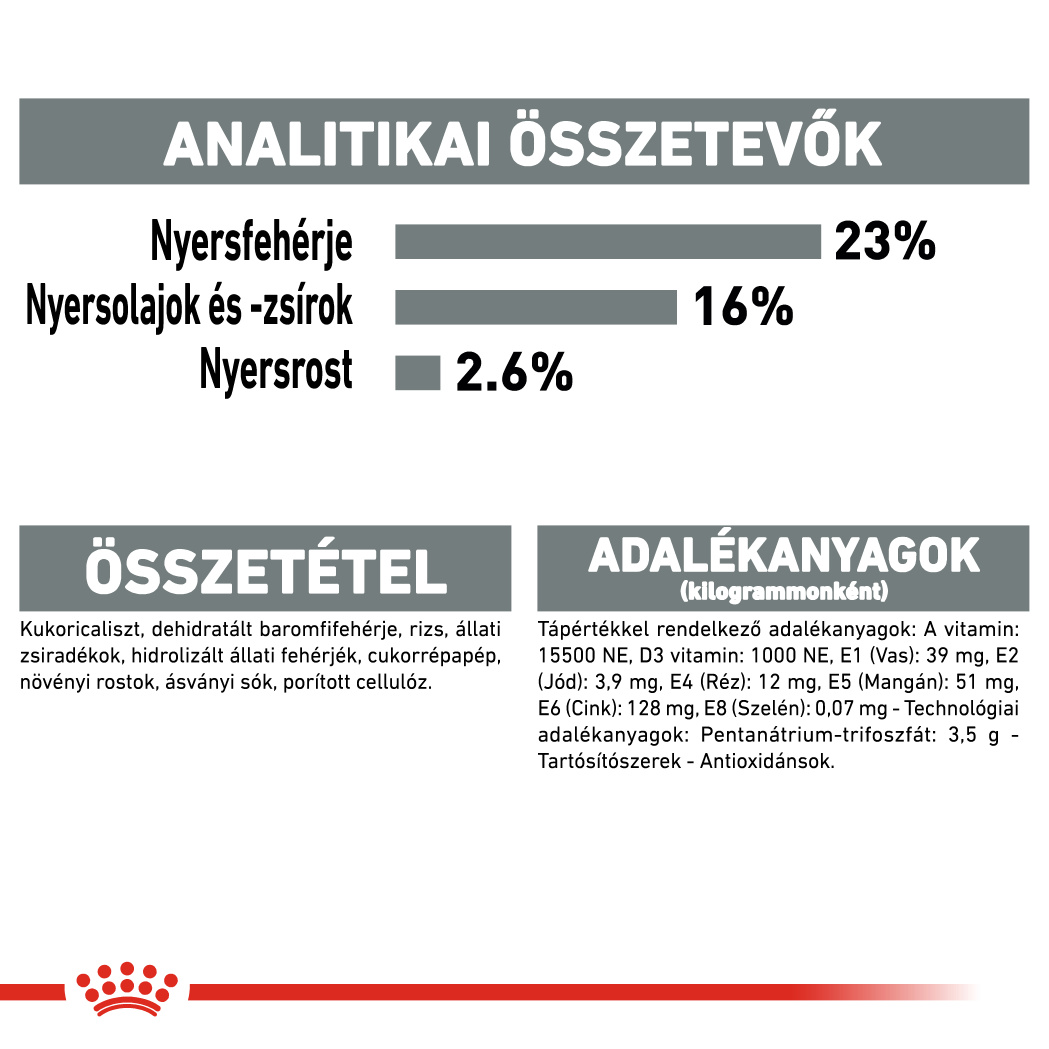 ANALITIKAI ÖSSZETEVŐK
Nyersfehérje 23%
Nyersolajok és -zsírok 16%
Nyersrost 2.6%
ÖSSZETÉTEL
Kukoricaliszt, dehidratált baromfifehérje, rizs, állati
zsiradékok, hidrolizált állati fehérjék, cukorrépapép,
növényi rostok, ásványi sók, porított cellulóz.
ADALÉKANYAGOK
(kilogrammonként)
Tápértékkel rendelkező adalékanyagok: A vitamin:
15500 NE, D3 vitamin: 1000 NE, E1 (Vas): 39 mg, E2
(Jód): 3,9 mg, E4 (Réz): 12 mg, E5 (Mangán): 51 mg,
E6 (Cink): 128 mg, E8 (Szelén): 0,07 mg - Technológiai
adalékanyagok: Pentanátrium-trifoszfát: 3,5 g -
Tartósítószerek - Antioxidánsok.